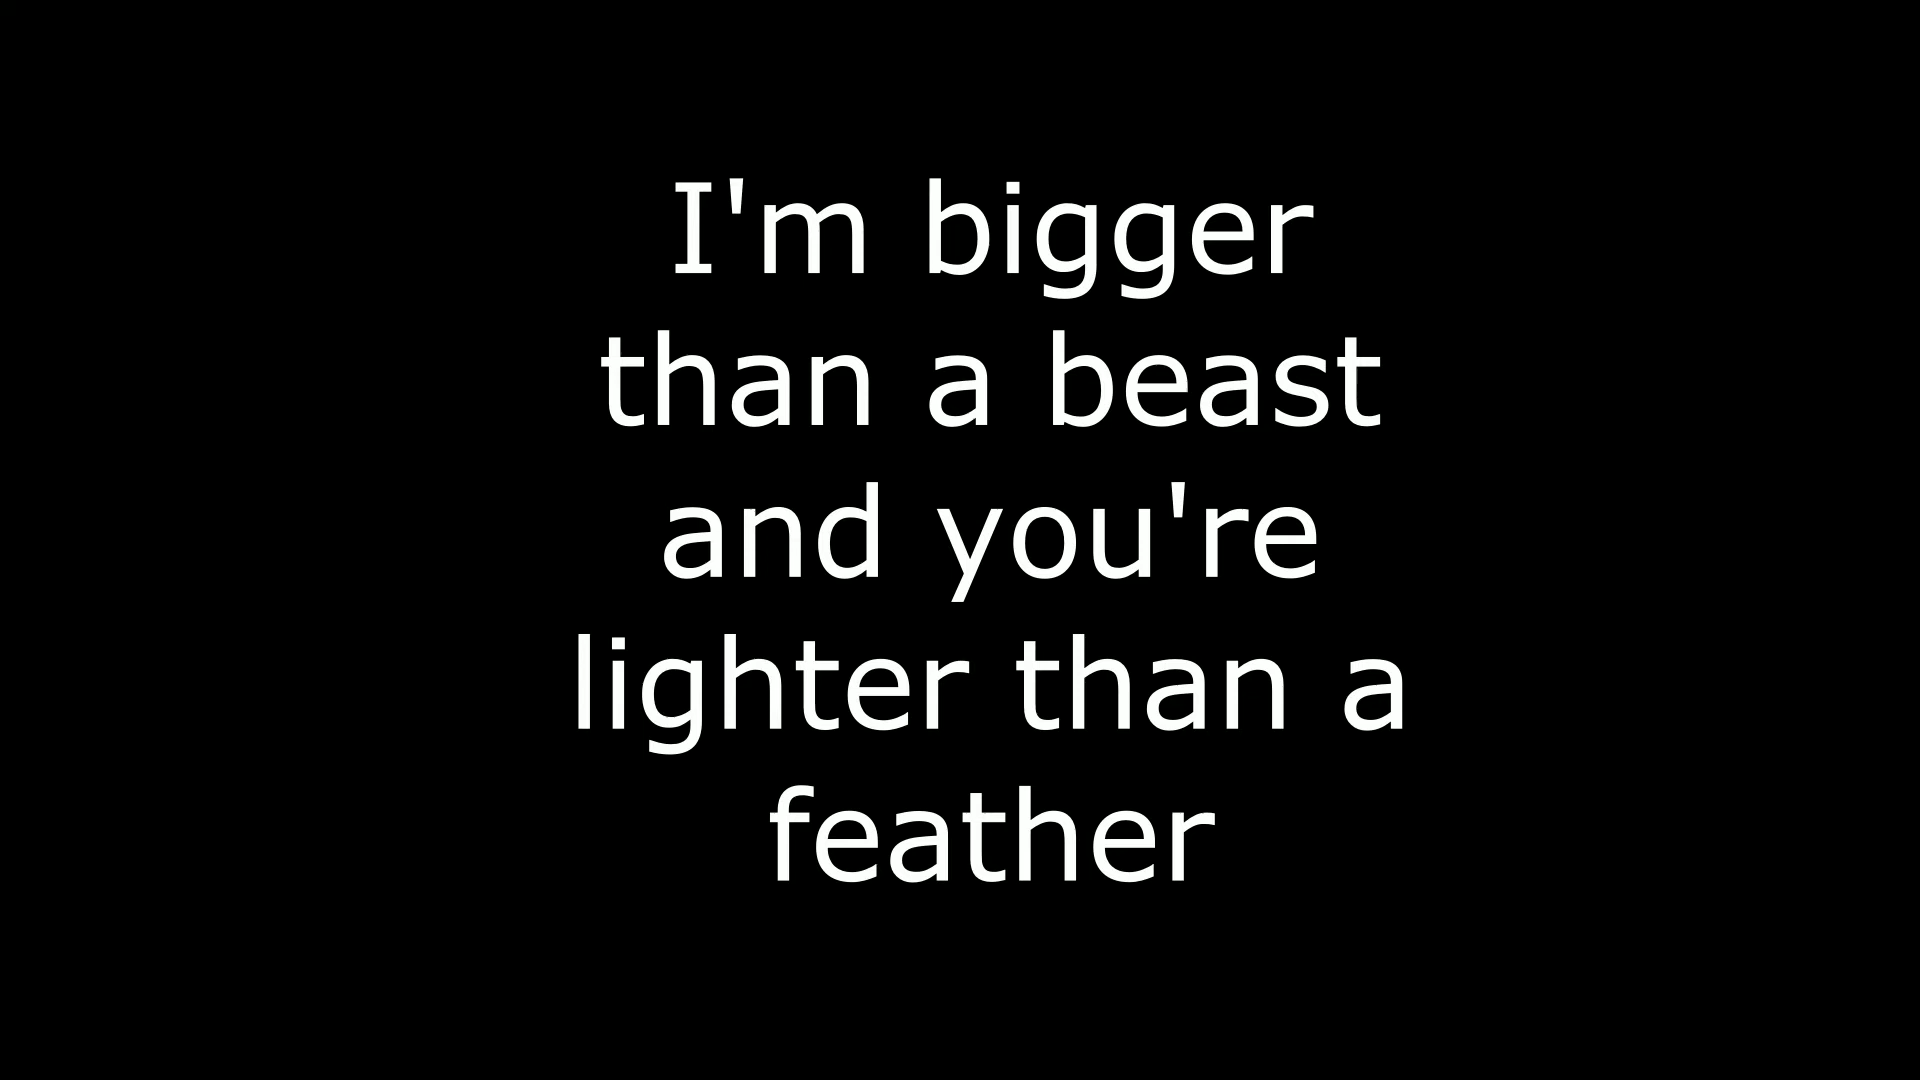 I'm bigger
than a beast
and you're
lighter than a
feather